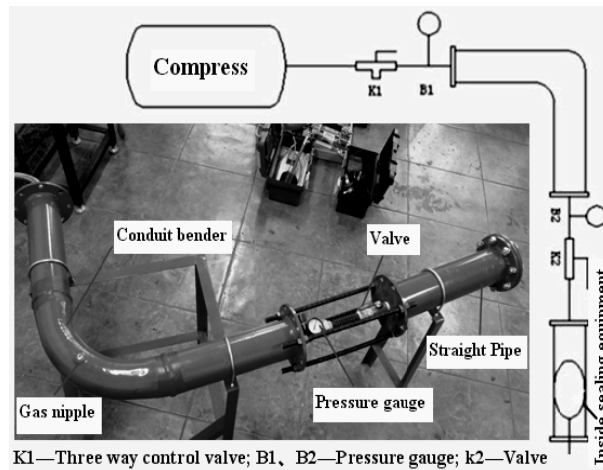 Compress
K1
B1
B2
K2
Inside sealing equipment
Conduit bender
Valve
Straight Pipe
Pressure gauge
Gas nipple
K1—Three way control valve; B1、B2—Pressure gauge; k2—Valve